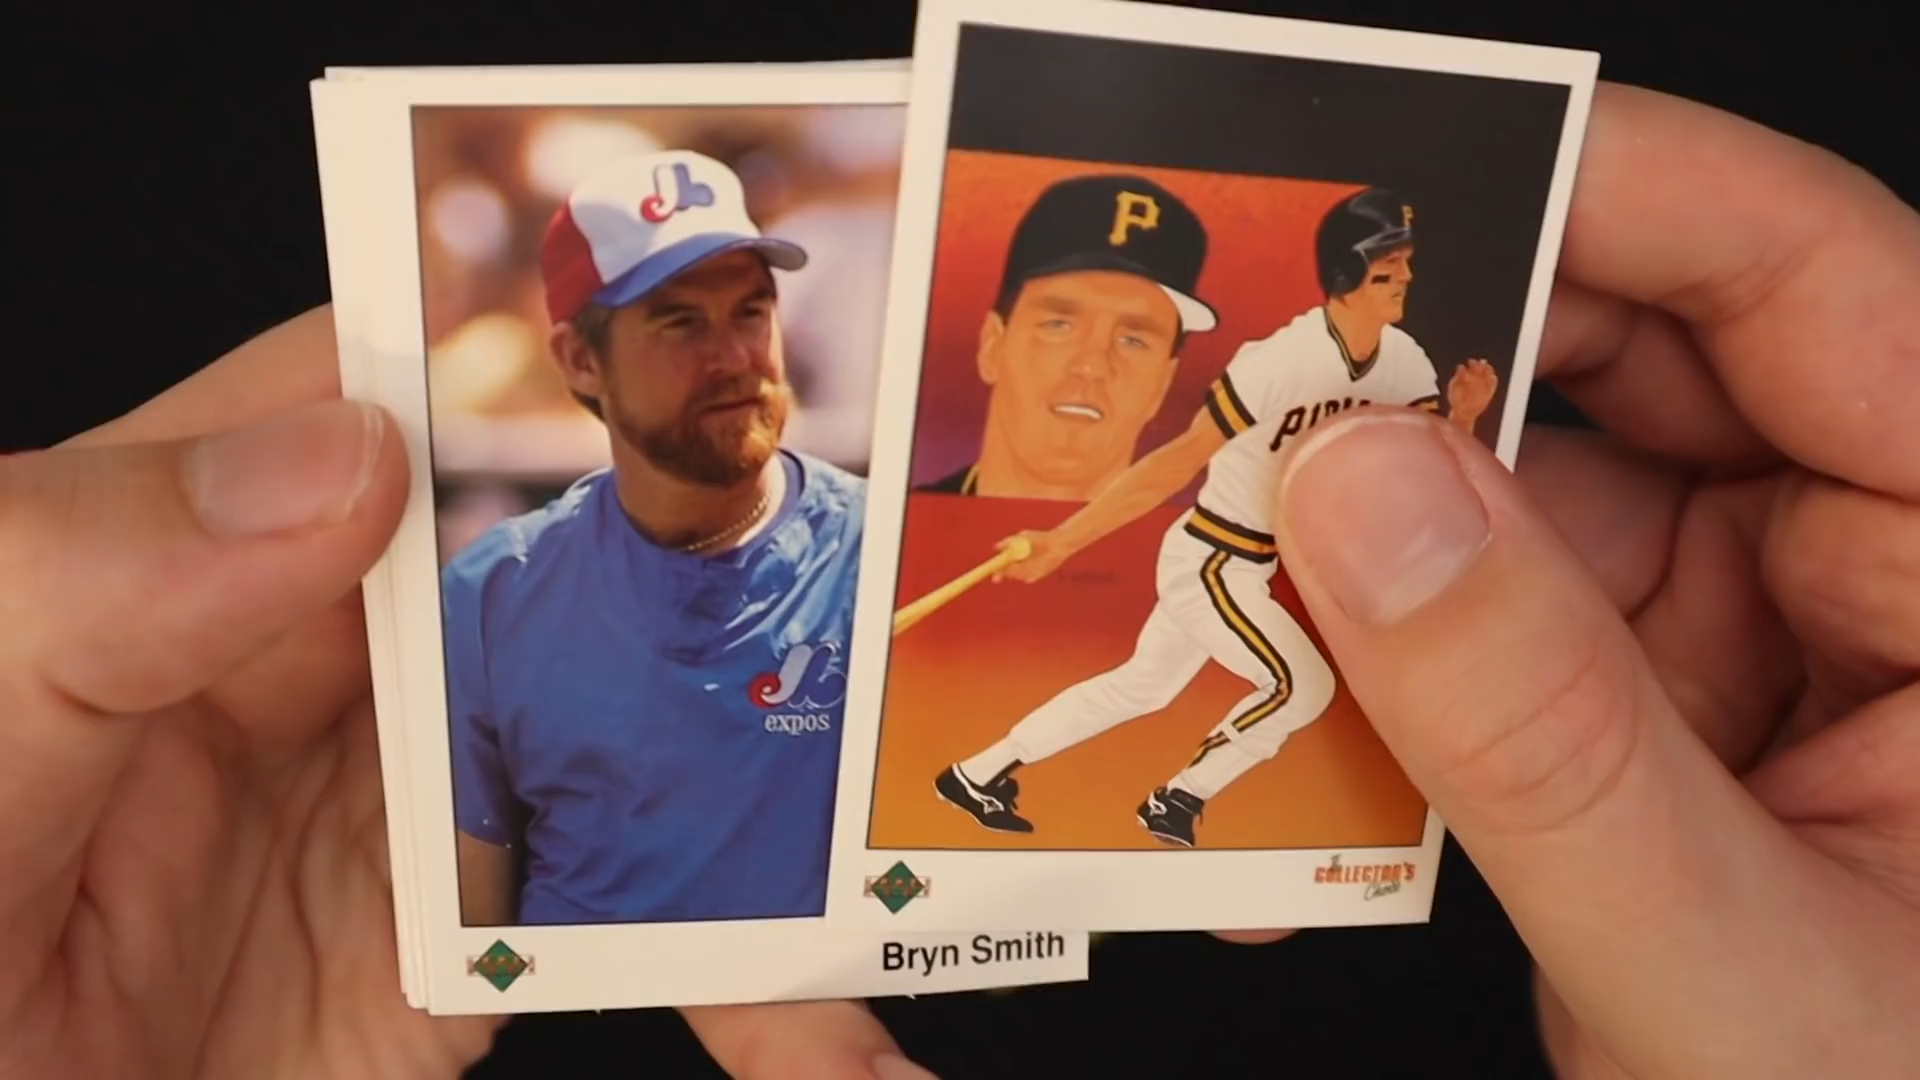 expos
Bryn Smith
P
P
The
COLLECTOR'S
Choice